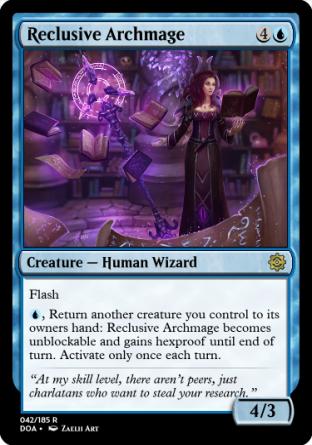 Reclusive Archmage 4
Creature — Human Wizard
Flash
, Return another creature you control to its
owners hand: Reclusive Archmage becomes
unblockable and gains hexproof until end of
turn. Activate only once each turn.
“At my skill level, there aren't peers, just
charlatans who want to steal your research.”
4/3
042/185 R
DOA • Zaelii Art